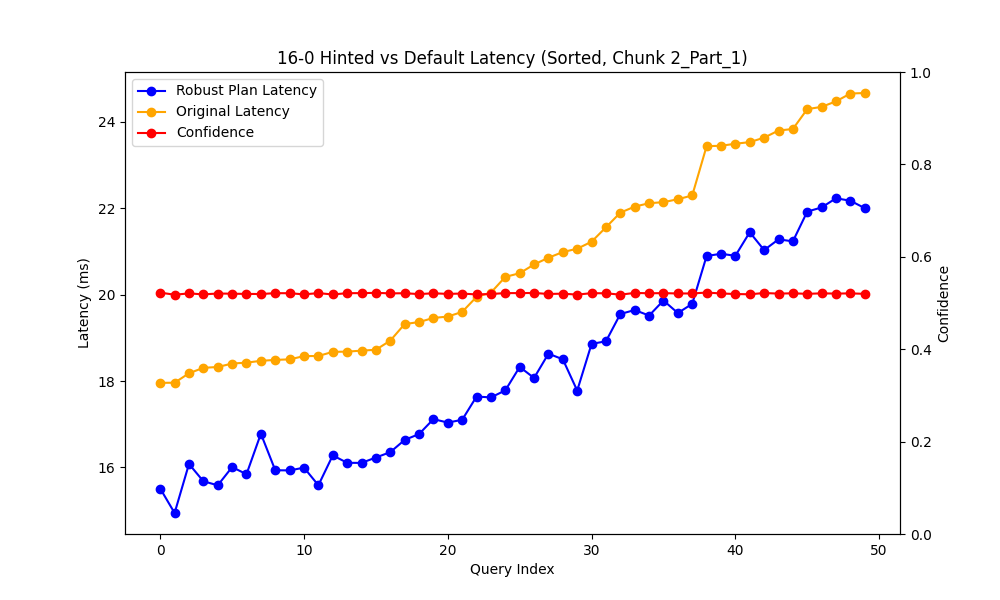 16-0 Hinted vs Default Latency (Sorted, Chunk 2_Part_1)
Robust Plan Latency
Original Latency
Confidence
Latency (ms)
24
22
20
18
16
1.0
0.8
0.6
0.4
0.2
0.0
Confidence
0 10 20 30 40 50
Query Index